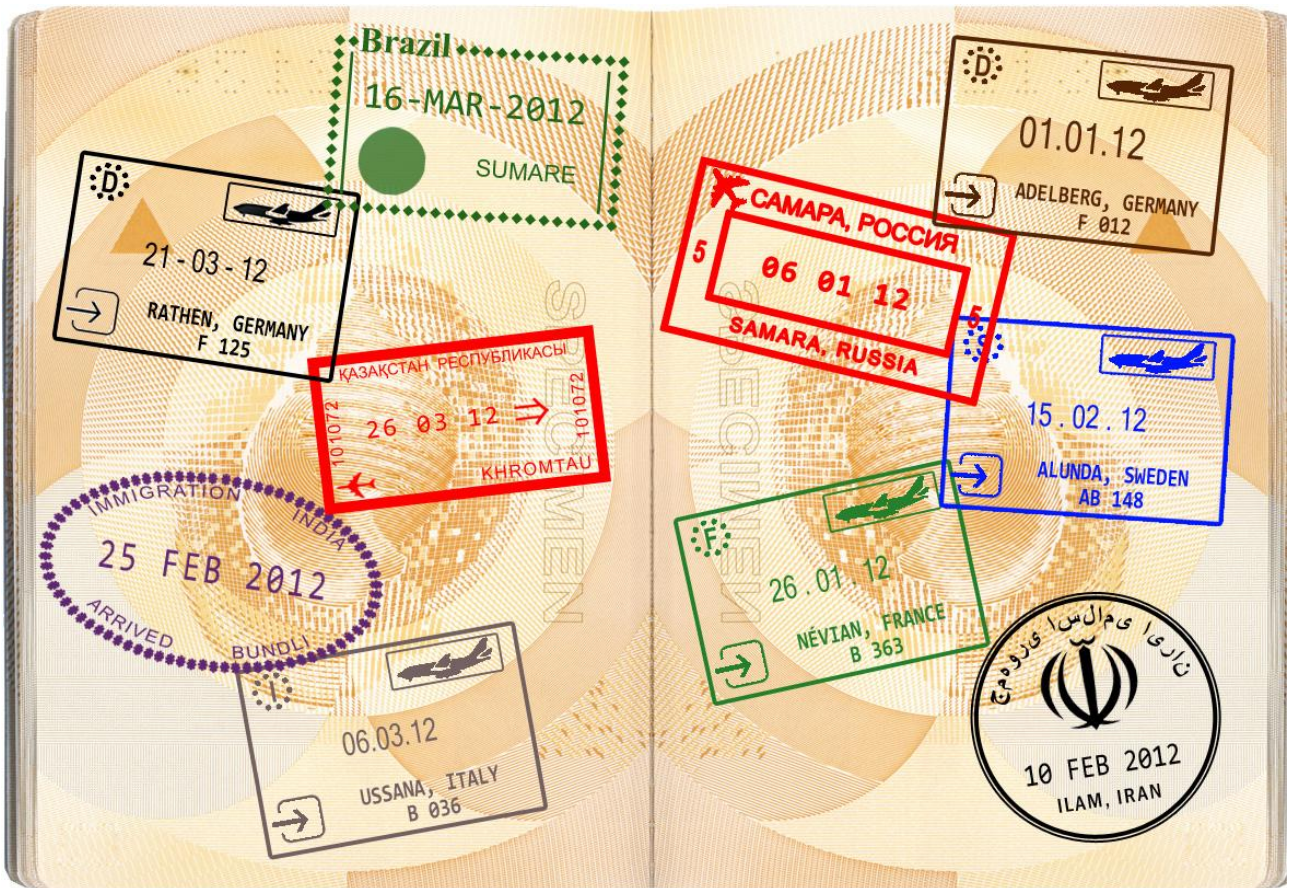 Brazil
16-MAR-2012
SUMARE
D
21-03-12
RATHEN, GERMANY
F 125
ҚАЗАҚСТАН РЕСПУБЛИКАСЫ
101072
26 03 12
101072
KHROMTAU
SPECIMEN
IMMIGRATION
INDIA
25 FEB 2012
ARRIVED
BUNDLI
I
06.03.12
USSANA, ITALY
B 036
D
01.01.12
ADELBERG, GERMANY
F 012
САМАРА, РОССИЯ
5
06 01 12
5
SAMARA, RUSSIA
SPECIMEN
S
15.02.12
ALUNDA, SWEDEN
AB 148
F
26.01.12
NÉVIAN, FRANCE
B 363
جمهوری اسلامی ایران
10 FEB 2012
ILAM, IRAN